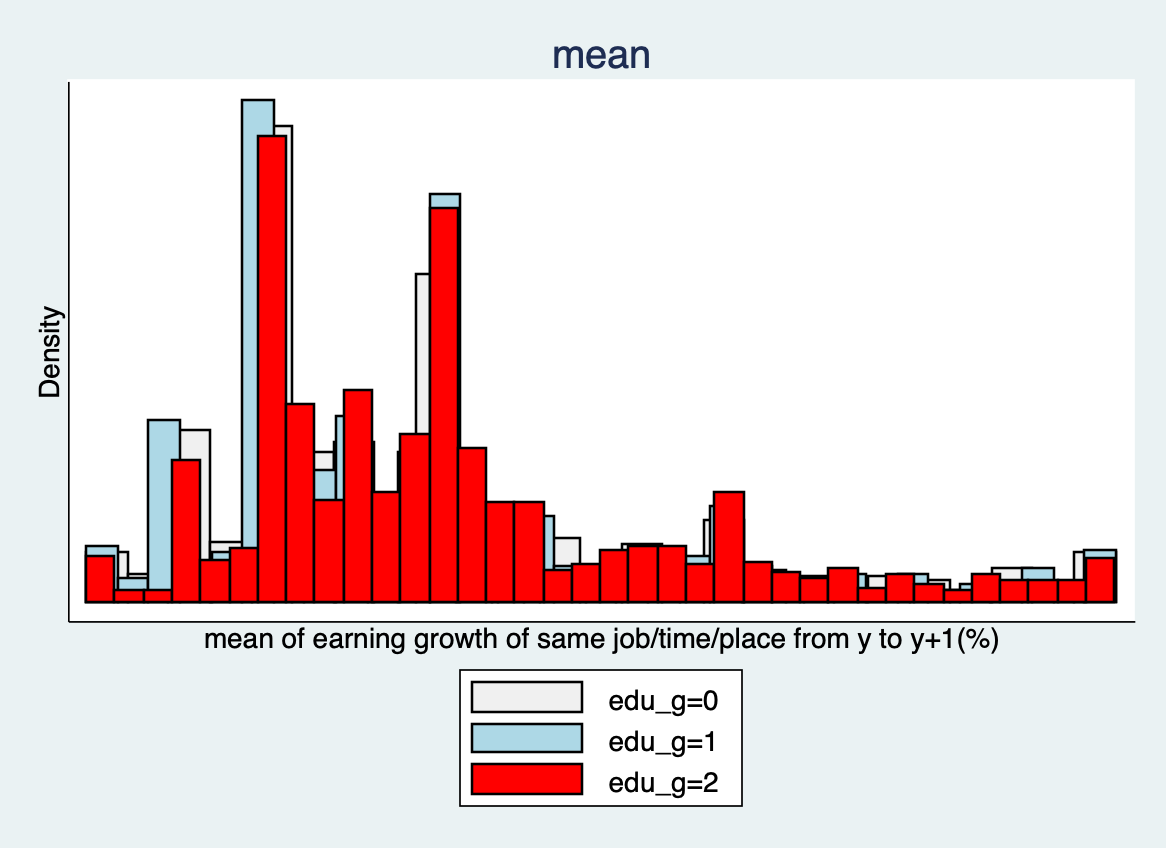 mean
Density
mean of earning growth of same job/time/place from y to y+1(%)
edu_g=0
edu_g=1
edu_g=2